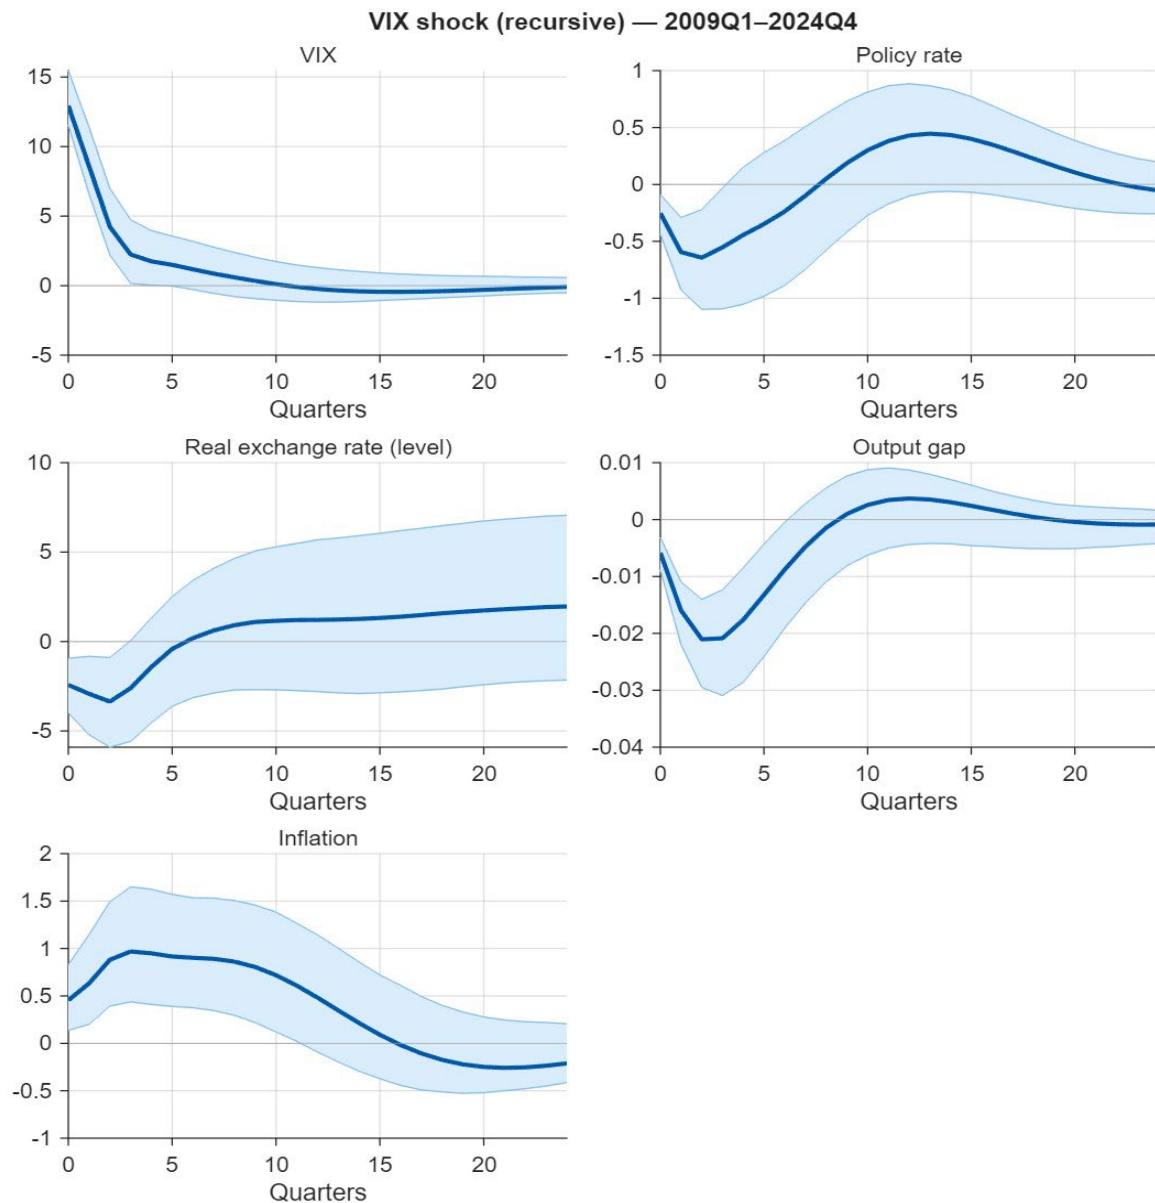 VIX shock (recursive) — 2009Q1–2024Q4
VIX
15
10
5
0
-5
0 5 10 15 20
Quarters
Policy rate
1
0.5
0
-0.5
-1
-1.5
0 5 10 15 20
Quarters
Real exchange rate (level)
10
5
0
-5
0 5 10 15 20
Quarters
Output gap
0.01
0
-0.01
-0.02
-0.03
-0.04
0 5 10 15 20
Quarters
Inflation
2
1.5
1
0.5
0
-0.5
-1
0 5 10 15 20
Quarters